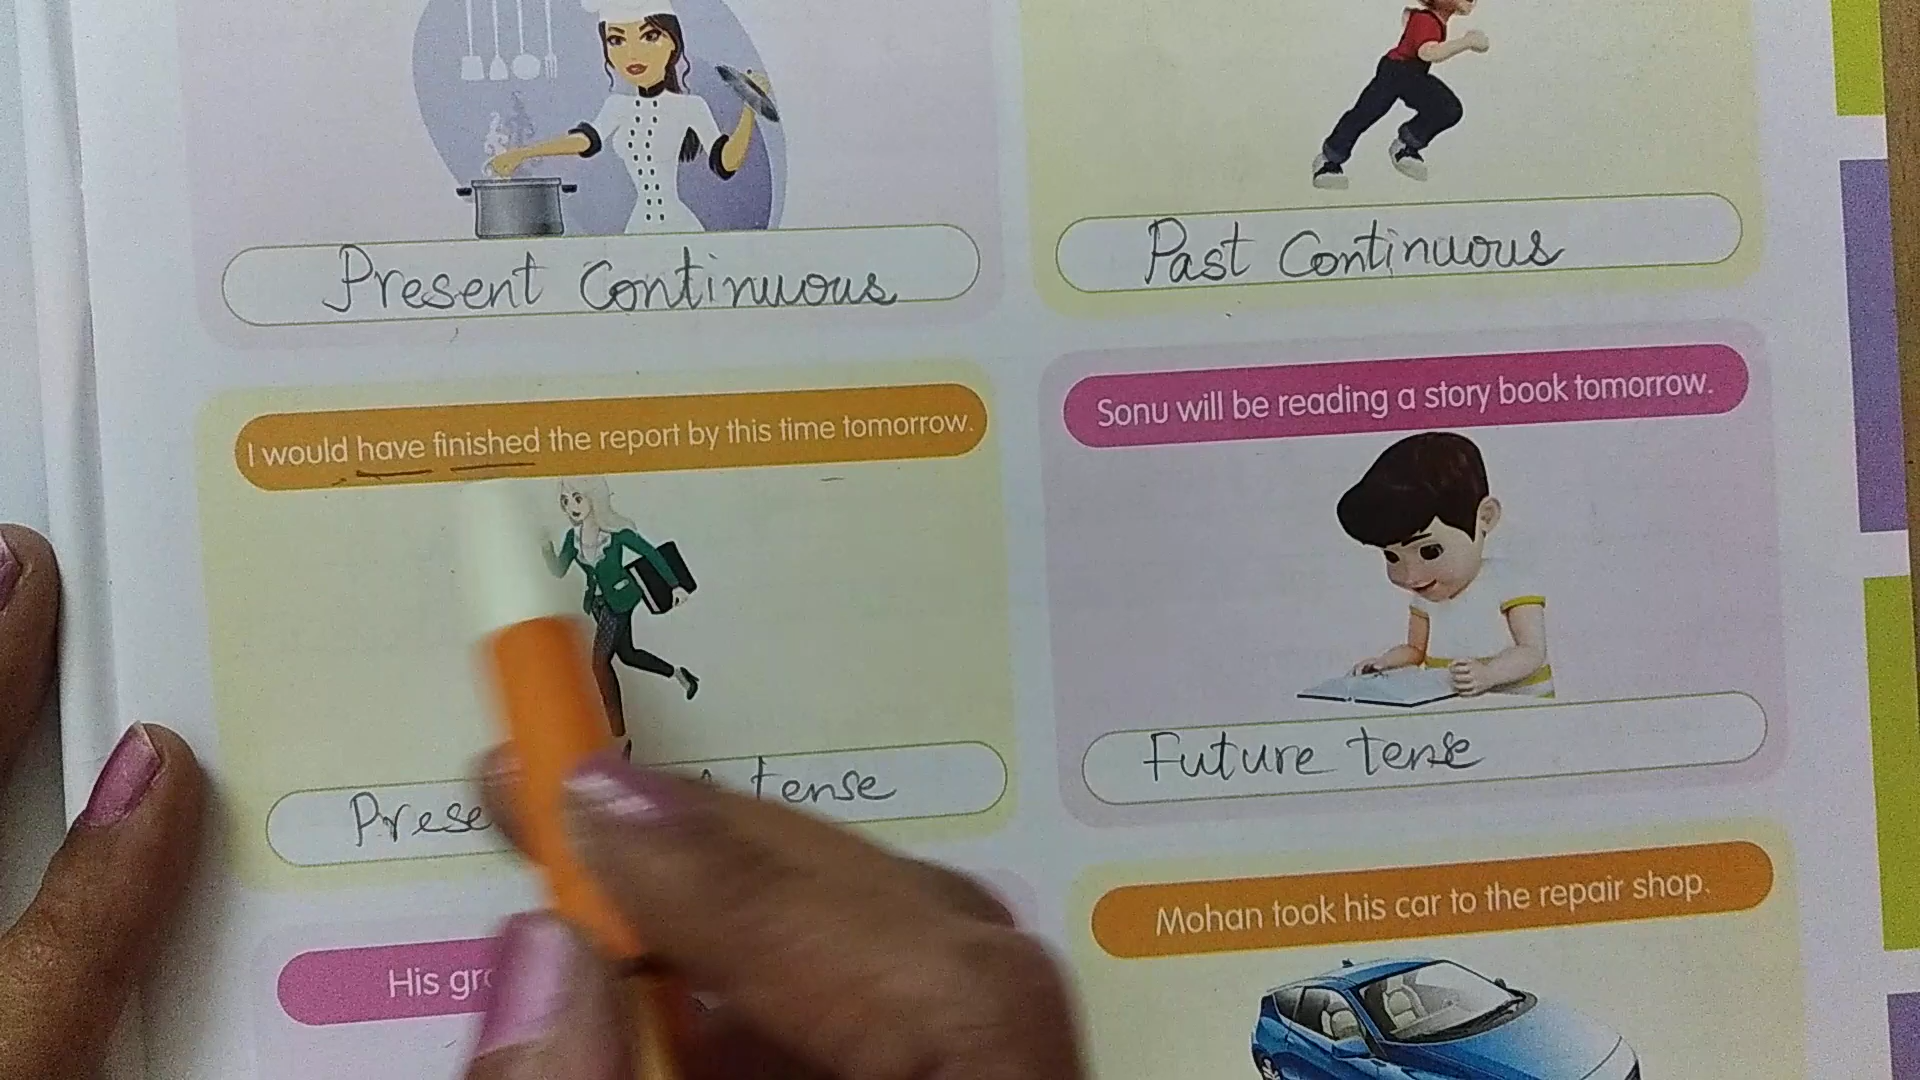 Present Continuous
Past Continuous
I would have finished the report by this time tomorrow.
Sonu will be reading a story book tomorrow.
tense
Future tense
His
Mohan took his car to the repair shop.